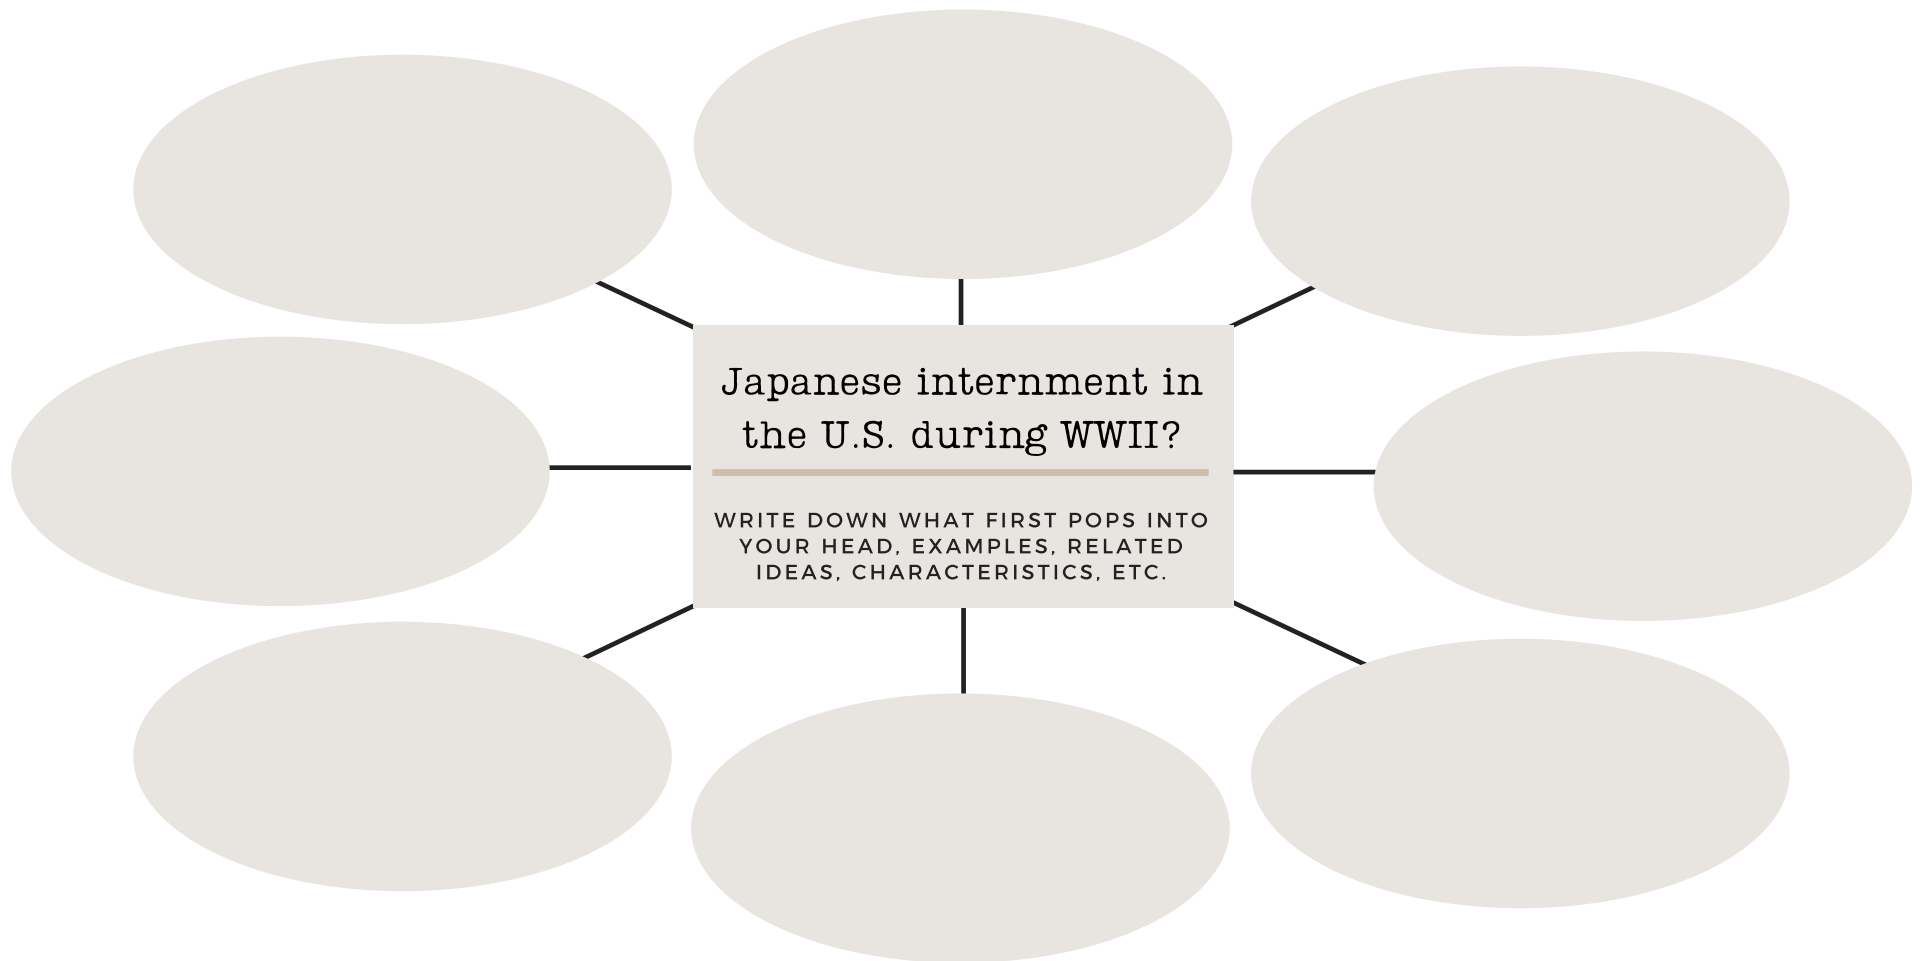 Japanese internment in
the U.S. during WWII?
WRITE DOWN WHAT FIRST POPS INTO
YOUR HEAD, EXAMPLES, RELATED
IDEAS, CHARACTERISTICS, ETC.